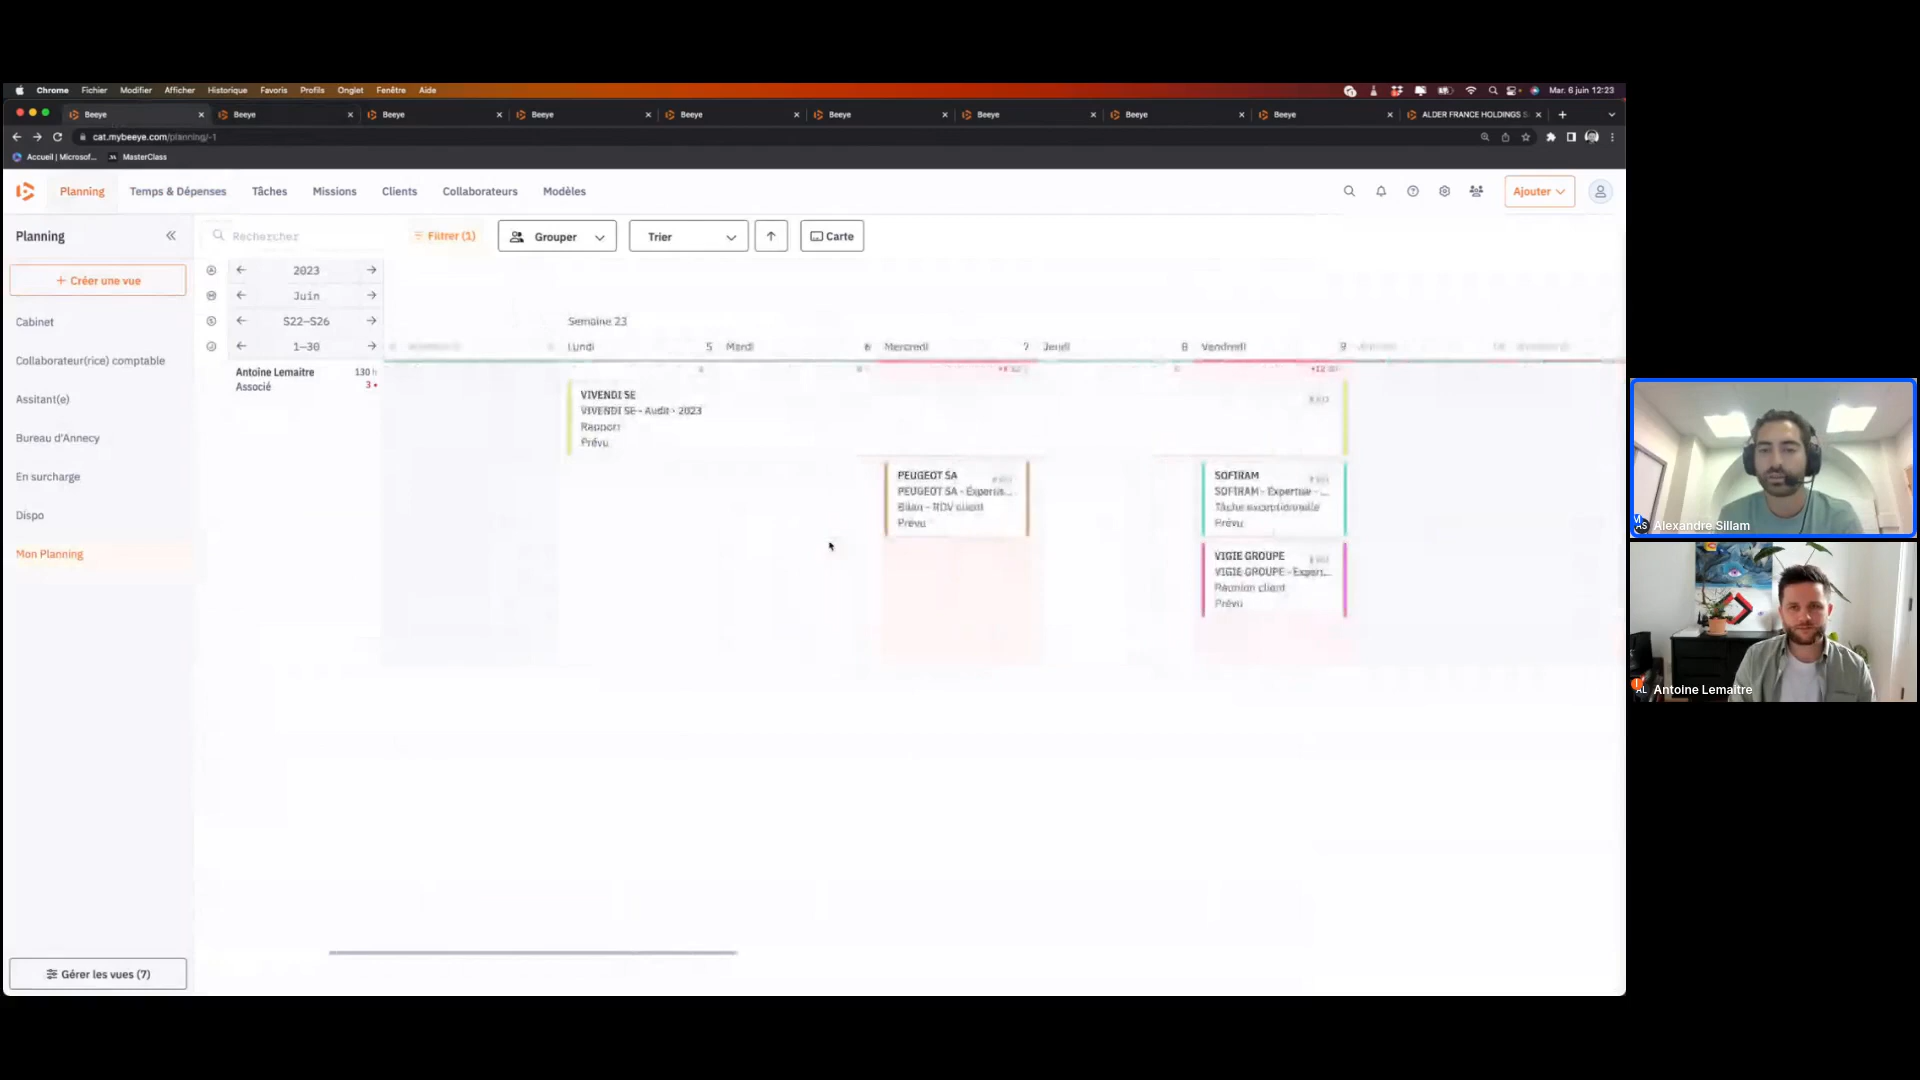 Chrome Fichier Modifier Afficher Historique Favoris Profils Onglet Fenêtre Aide
Mar. 6 juin 12:23
Beeye Beeye Beeye Beeye Beeye Beeye Beeye Beeye Beeye ALDER FRANCE HOLDINGS
cat.mybeeye.com/planning/-1
Accueil | Microsof... MasterClass
Planning Temps & Dépenses Tâches Missions Clients Collaborateurs Modèles
Ajouter
Planning
Rechercher
Filtrer (1)
Grouper
Trier
Carte
+ Créer une vue
Cabinet
Collaborateur(rice) comptable
Assitant(e)
Bureau d'Annecy
En surcharge
Dispo
Mon Planning
Gérer les vues (7)
2023
Juin
S22—S26
1—30
Semaine 23
Lundi 5 Mardi 6 Mercredi 7 Jeudi 8 Vendredi 9
Antoine Lemaitre 130 h
Associé 3
VIVENDI SE
VIVENDI SE - Audit - 2023
Rapport
Prévu
PEUGEOT SA
PEUGEOT SA - Expertis...
Bilan - RDV client
Prévu
SOFIRAM
SOFIRAM - Expertise - ...
Tâche exceptionnelle
Prévu
VIGIE GROUPE
VIGIE GROUPE - Expert...
Réunion client
Prévu
AS Alexandre Sillam
AL Antoine Lemaitre